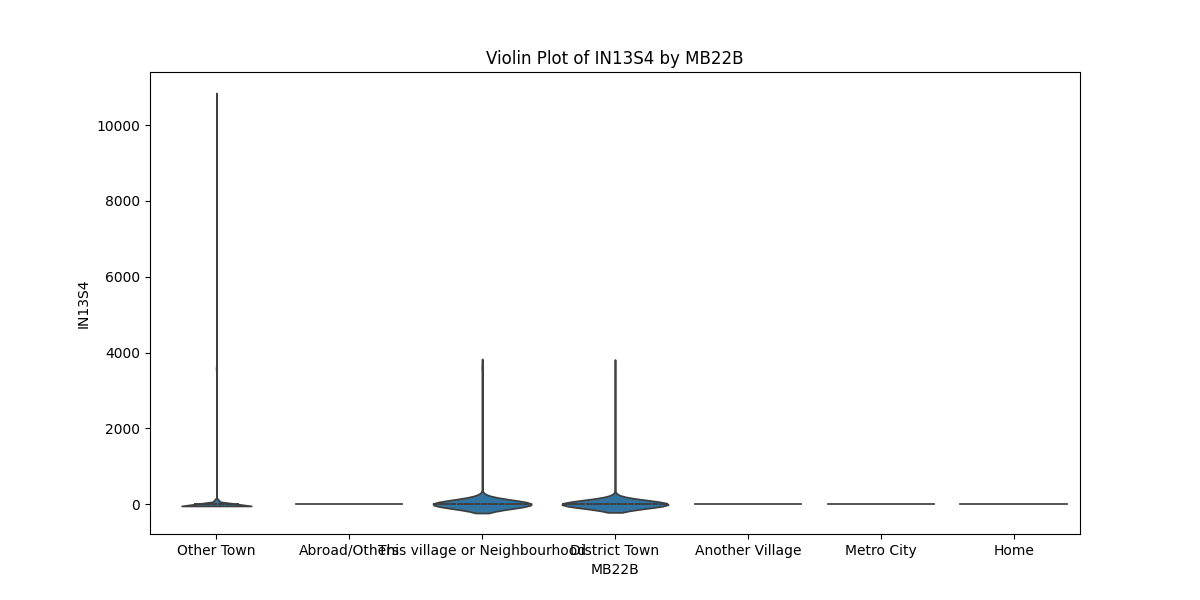 Violin Plot of IN13S4 by MB22B
IN13S4
10000
8000
6000
4000
2000
0
Other Town
Abroad/Others
This village or Neighbourhood
District Town
Another Village
Metro City
Home
MB22B